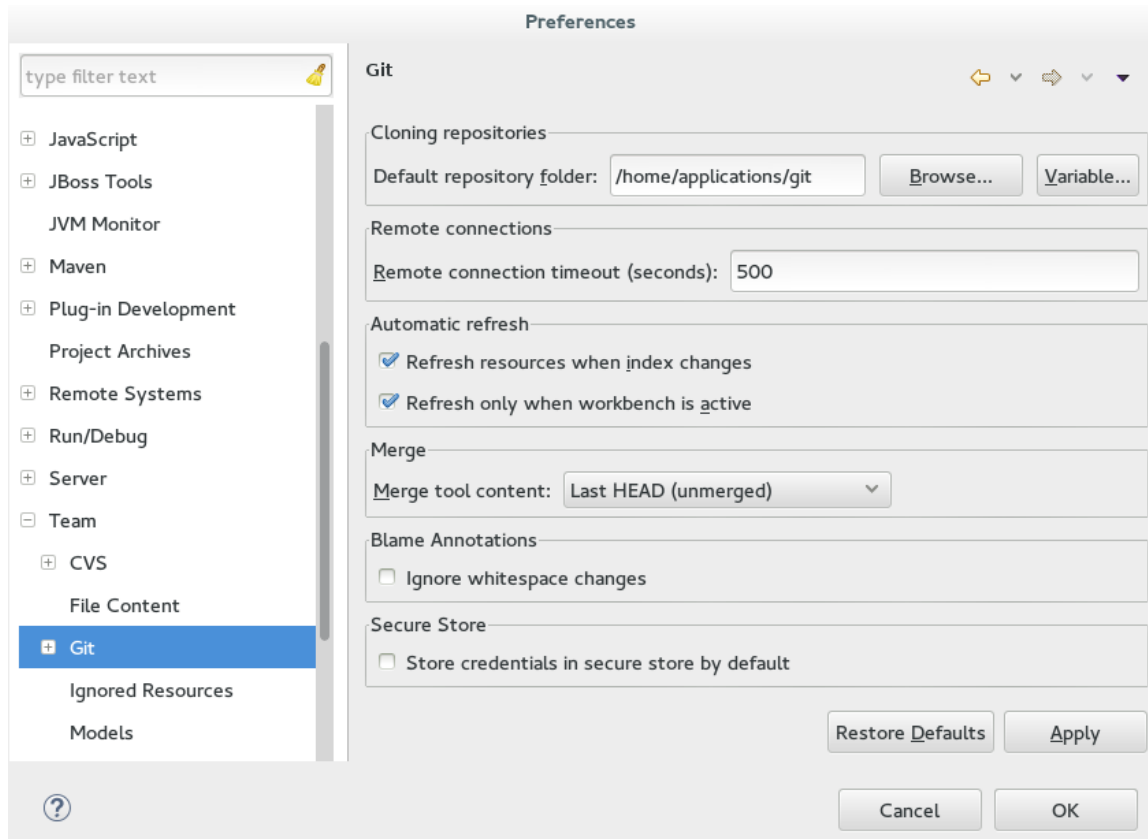 Preferences
type filter text
JavaScript
JBoss Tools
JVM Monitor
Maven
Plug-in Development
Project Archives
Remote Systems
Run/Debug
Server
Team
CVS
File Content
Git
Ignored Resources
Models
Git
Cloning repositories
Default repository folder: /home/applications/git Browse... Variable...
Remote connections
Remote connection timeout (seconds): 500
Automatic refresh
Refresh resources when index changes
Refresh only when workbench is active
Merge
Merge tool content: Last HEAD (unmerged)
Blame Annotations
Ignore whitespace changes
Secure Store
Store credentials in secure store by default
Restore Defaults Apply
Cancel OK